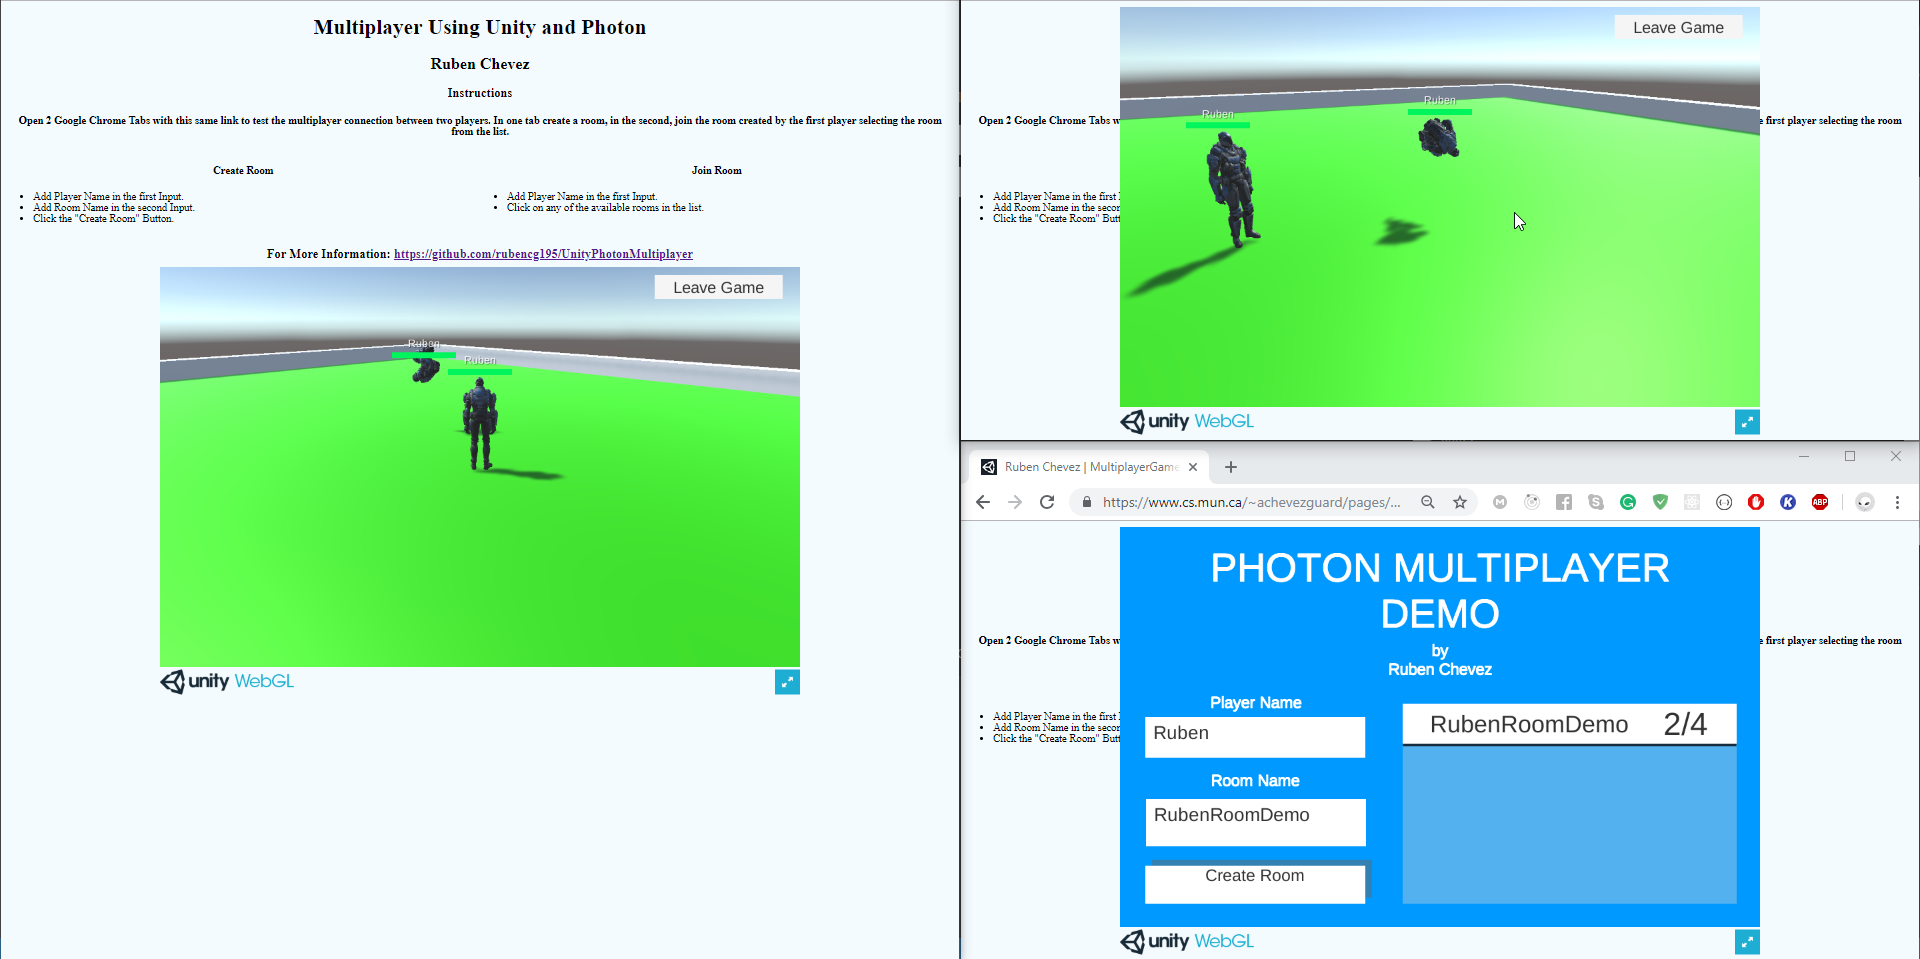 Multiplayer Using Unity and Photon
Ruben Chevez
Instructions
Open 2 Google Chrome Tabs with this same link to test the multiplayer connection between two players. In one tab create a room, in the second, join the room created by the first player selecting the room
from the list.
Create Room
Add Player Name in the first Input.
Add Room Name in the second Input.
Click the "Create Room" Button.
Join Room
Add Player Name in the first Input.
Click on any of the available rooms in the list.
For More Information: https://github.com/rubencg195/UnityPhotonMultiplayer
Leave Game
Ruben
Ruben
unity WebGL
Leave Game
Ruben
Ruben
Open 2 Google Chrome Tabs w
e first player selecting the room
Add Player Name in the first I
Add Room Name in the secon
Click the "Create Room" Butt
unity WebGL
Ruben Chevez | MultiplayerGame
https://www.cs.mun.ca/~achevezguard/pages/...
ABP
PHOTON MULTIPLAYER
DEMO
by
Ruben Chevez
Open 2 Google Chrome Tabs w
e first player selecting the room
Add Player Name in the first I
Add Room Name in the secon
Click the "Create Room" Butt
Player Name
Ruben
Room Name
RubenRoomDemo
Create Room
RubenRoomDemo 2/4
unity WebGL